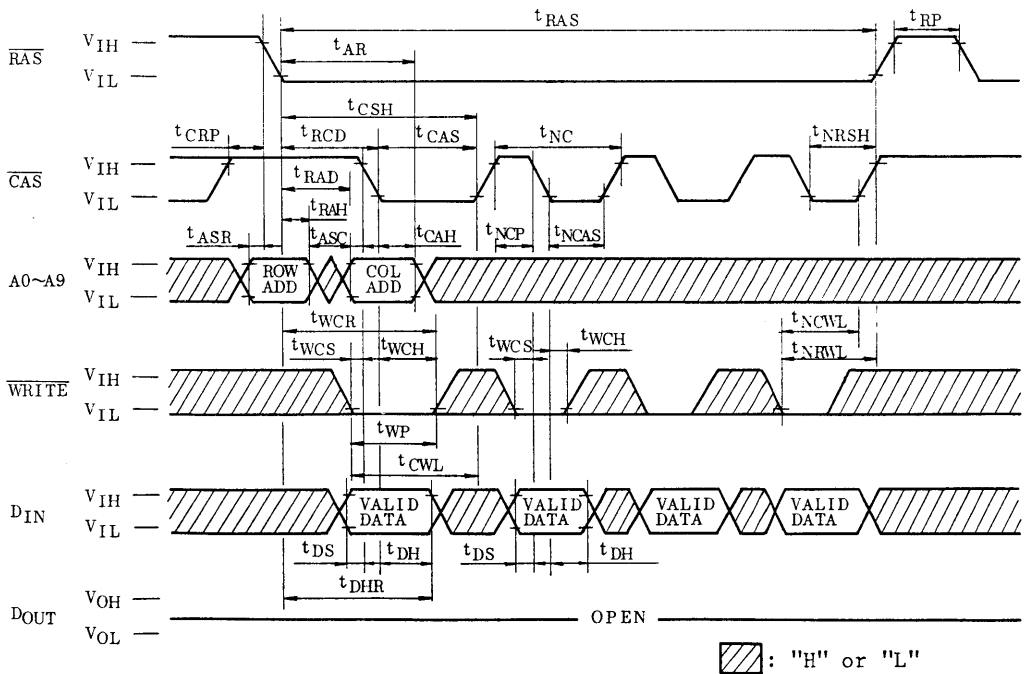 tRAS
tRP
tAR
RAS
VIH
VIL
tCSH
tCRP
tRCD
tCAS
tNC
tNRSH
CAS
VIH
VIL
tRAD
tRAH
tASR
tASC
tCAH
tNCP
tNCAS
A0~A9
VIH
VIL
ROW
ADD
COL
ADD
tWCR
tNCWL
tWCS
tWCH
tWCS
tWCH
tNRWL
WRITE
VIH
VIL
tWP
tCWL
DIN
VIH
VIL
VALID
DATA
VALID
DATA
VALID
DATA
VALID
DATA
tDS
tDH
tDS
tDH
tDHR
DOUT
VOH
VOL
OPEN
: "H" or "L"